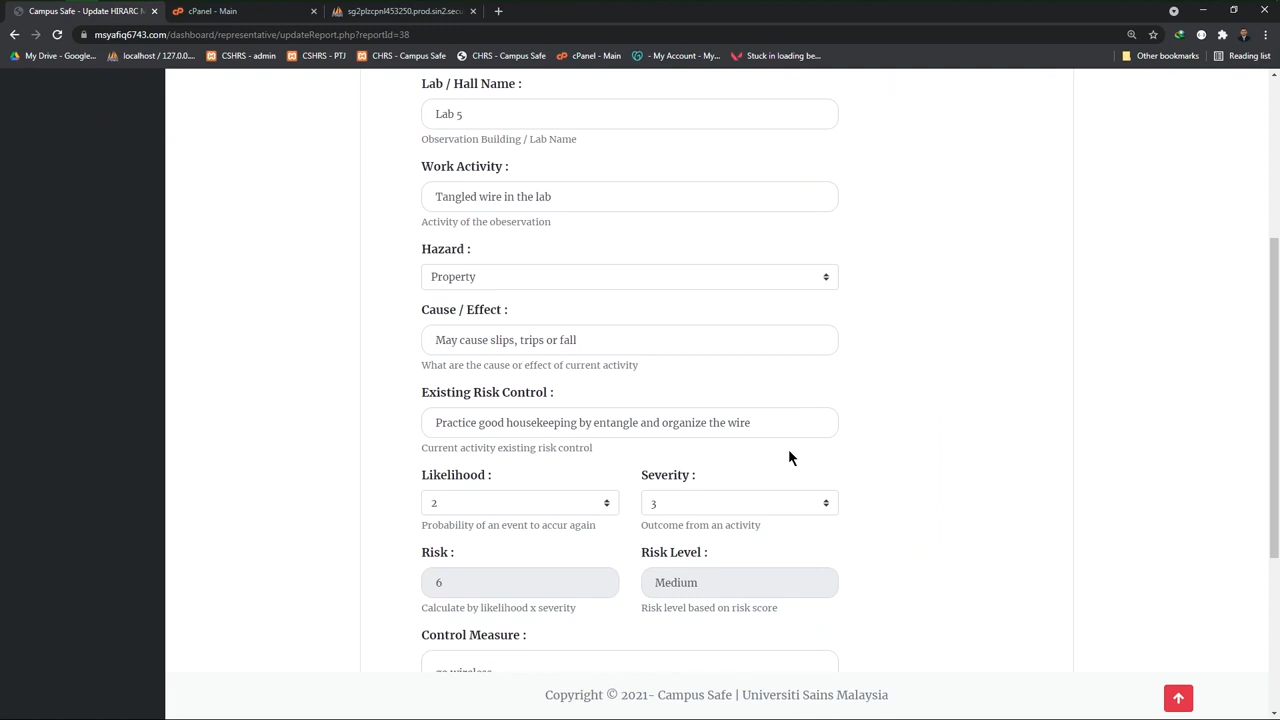 Campus Safe - Update HIRARC M
cPanel - Main
sg2plzcpnl453250.prod.sin2.secu
msyafiq6743.com/dashboard/representative/updateReport.php?reportId=38
My Drive - Google...
localhost / 127.0.0...
CSHRS - admin
CSHRS - PTJ
CHRS - Campus Safe
CSHRS - Campus Safe
cPanel - Main
- My Account - My...
Stuck in loading be...
Other bookmarks
Reading list
Lab / Hall Name :
Lab 5
Observation Building / Lab Name
Work Activity :
Tangled wire in the lab
Activity of the obeservation
Hazard :
Property
Cause / Effect :
May cause slips, trips or fall
What are the cause or effect of current activity
Existing Risk Control :
Practice good housekeeping by entangle and organize the wire
Current activity existing risk control
Likelihood :
Severity :
2
3
Probability of an event to accur again
Outcome from an activity
Risk :
Risk Level :
6
Medium
Calculate by likelihood x severity
Risk level based on risk score
Control Measure :
go wireless
Copyright © 2021- Campus Safe | Universiti Sains Malaysia